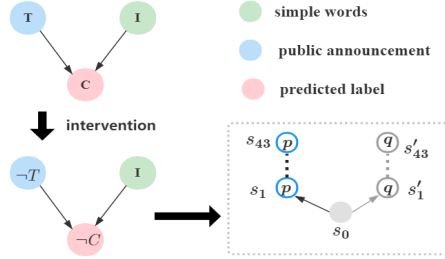 T
I
simple words
public announcement
C
predicted label
intervention
¬T
I
¬C
s₄₃
p
q
s′₄₃
s₁
p
q
s′₁
s₀